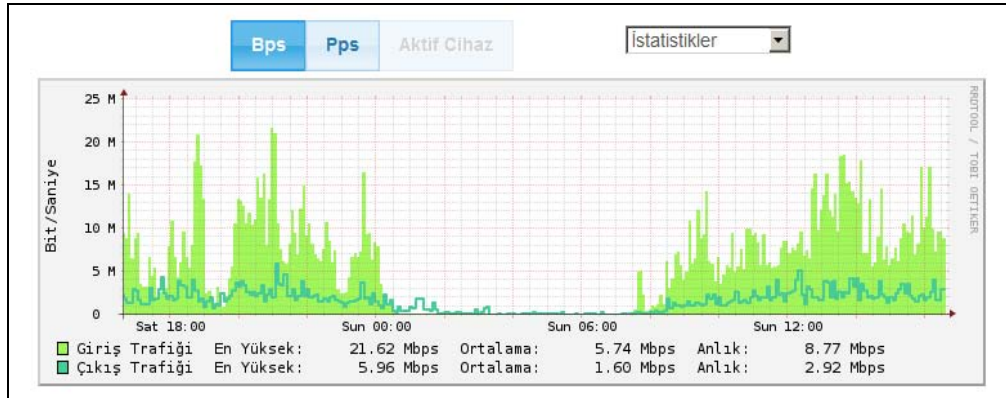 Bps Pps Aktif Cihaz İstatistikler
25 M
20 M
15 M
10 M
5 M
0
Bit/Saniye
RRDTOOL / TOBI OETIKER
Sat 18:00 Sun 00:00 Sun 06:00 Sun 12:00
Giriş Trafiği En Yüksek: 21.62 Mbps Ortalama: 5.74 Mbps Anlık: 8.77 Mbps
Çıkış Trafiği En Yüksek: 5.96 Mbps Ortalama: 1.60 Mbps Anlık: 2.92 Mbps